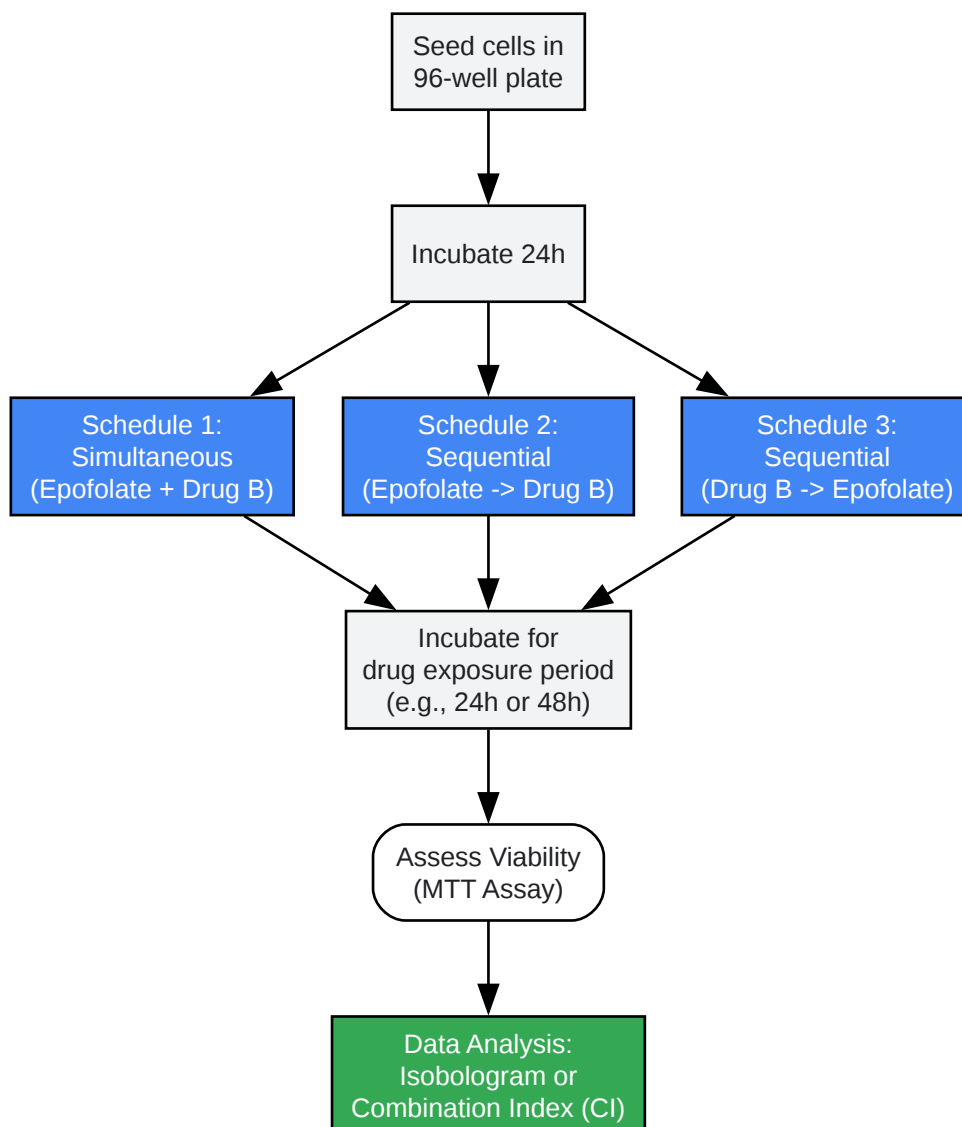 Seed cells in
96-well plate
Incubate 24h
Schedule 1:
Simultaneous
(Epofolate + Drug B)
Schedule 2:
Sequential
(Epofolate -> Drug B)
Schedule 3:
Sequential
(Drug B -> Epofolate)
Incubate for
drug exposure period
(e.g., 24h or 48h)
Assess Viability
(MTT Assay)
Data Analysis:
Isobologram or
Combination Index (CI)